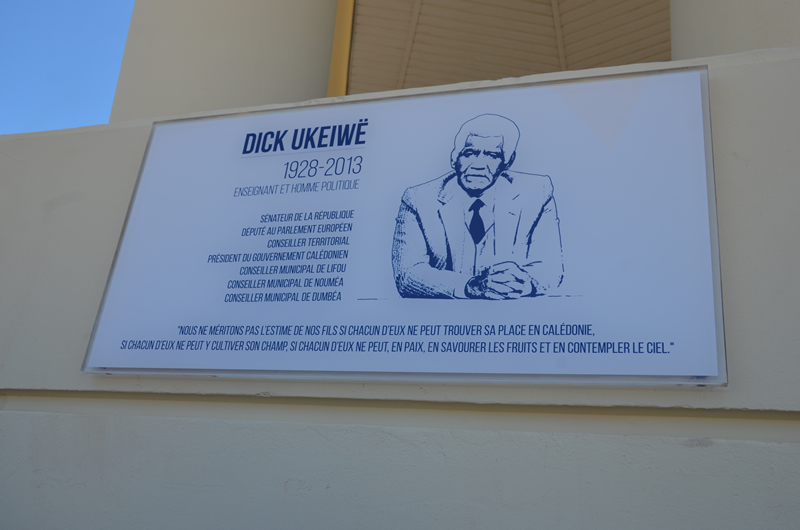 DICK UKEIWË
1928-2013
ENSEIGNANT ET HOMME POLITIQUE
SÉNATEUR DE LA RÉPUBLIQUE
DÉPUTÉ AU PARLEMENT EUROPÉEN
CONSEILLER TERRITORIAL
PRÉSIDENT DU GOUVERNEMENT CALÉDONIEN
CONSEILLER MUNICIPAL DE LIFOU
CONSEILLER MUNICIPAL DE NOUMÉA
CONSEILLER MUNICIPAL DE DUMBÉA
"NOUS NE MÉRITONS PAS L'ESTIME DE NOS FILS SI CHACUN D'EUX NE PEUT TROUVER SA PLACE EN CALÉDONIE,
SI CHACUN D'EUX NE PEUT Y CULTIVER SON CHAMP, SI CHACUN D'EUX NE PEUT, EN PAIX, EN SAVOURER LES FRUITS ET EN CONTEMPLER LE CIEL."